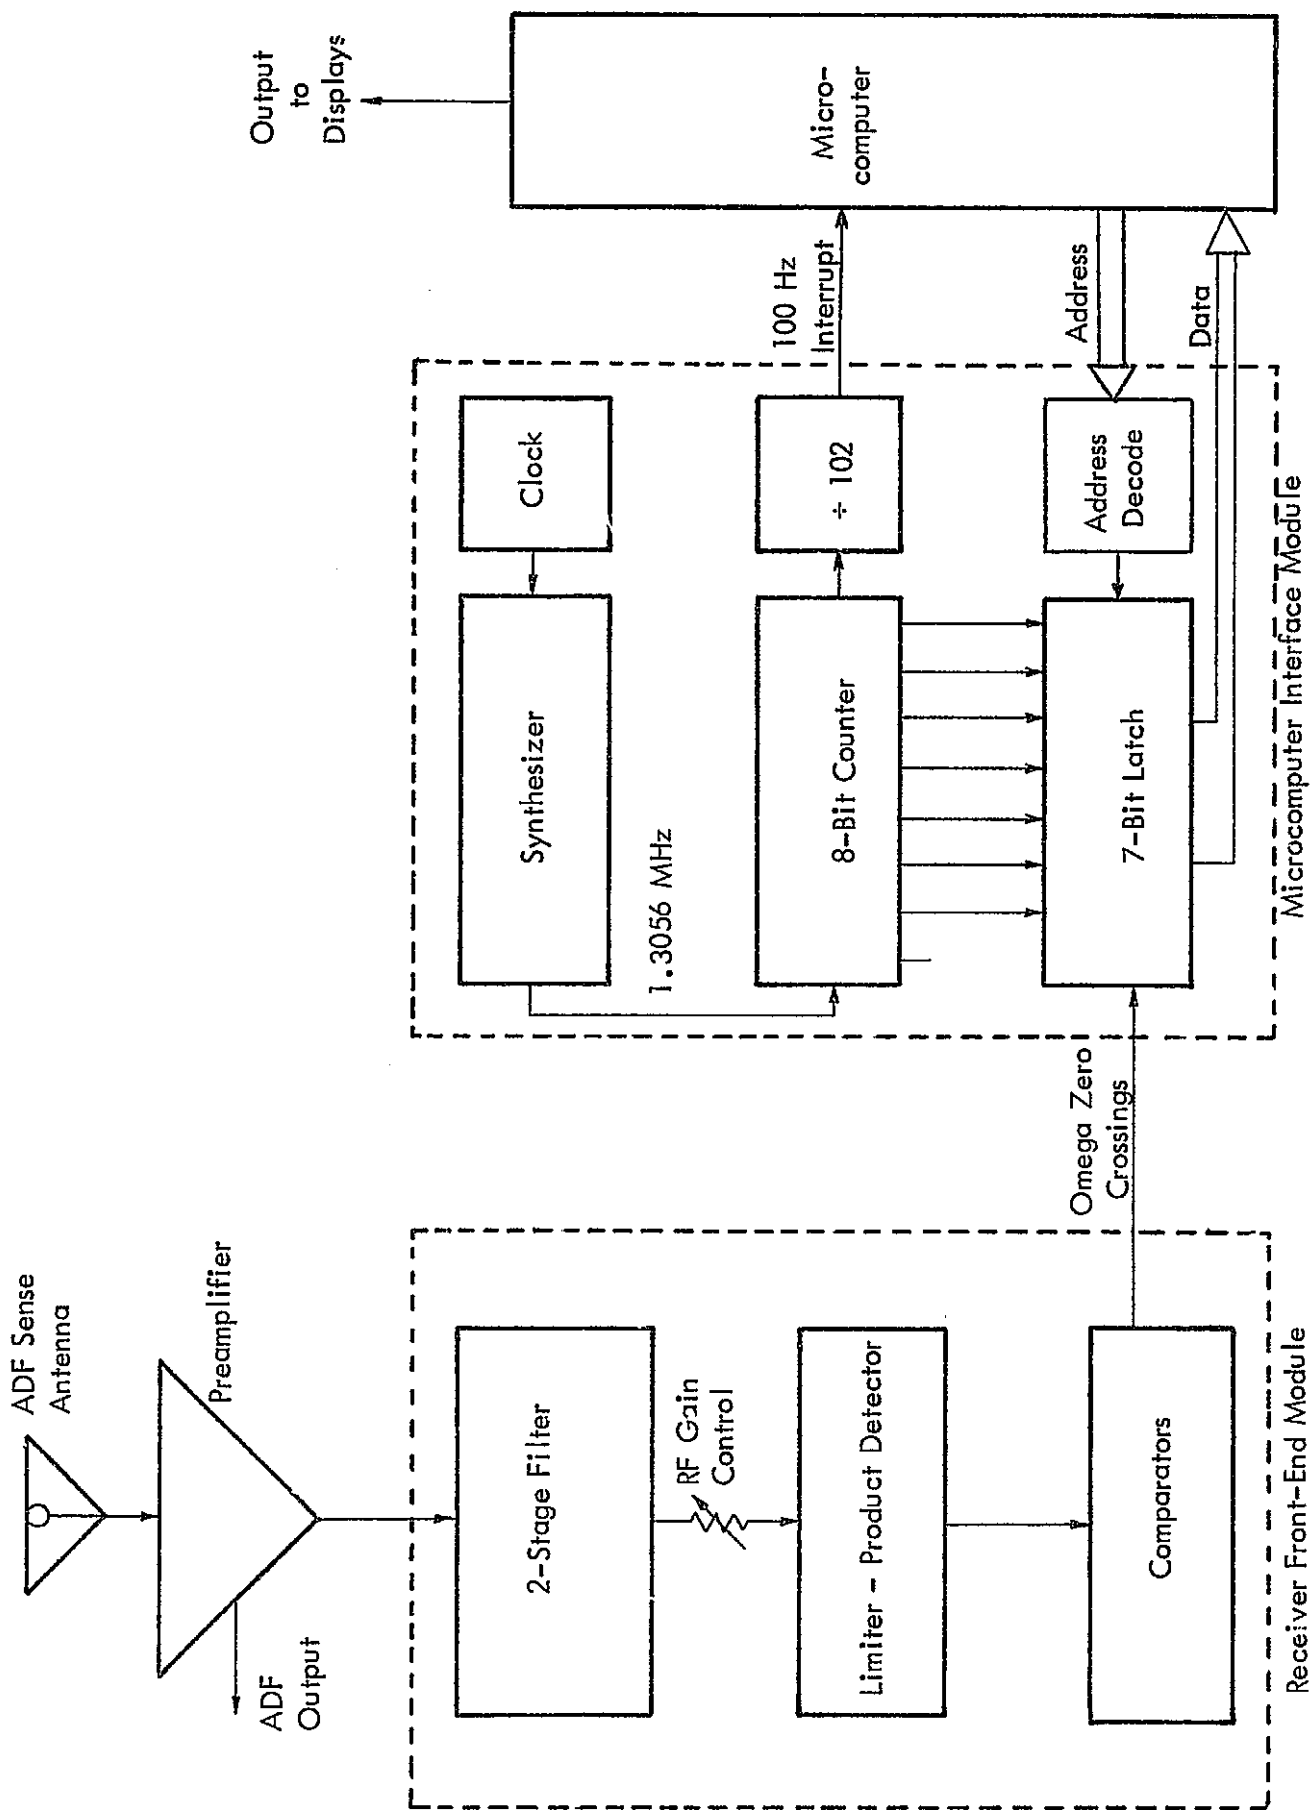 ADF Sense
Antenna
Preamplifier
ADF
Output
2-Stage Filter
RF Gain
Control
Limiter - Product Detector
Comparators
Receiver Front-End Module
Omega Zero
Crossings
Synthesizer
Clock
1.3056 MHz
8-Bit Counter
÷ 102
100 Hz
Interrupt
7-Bit Latch
Address
Decode
Address
Data
Microcomputer Interface Module
Micro-
computer
Output
to
Displays